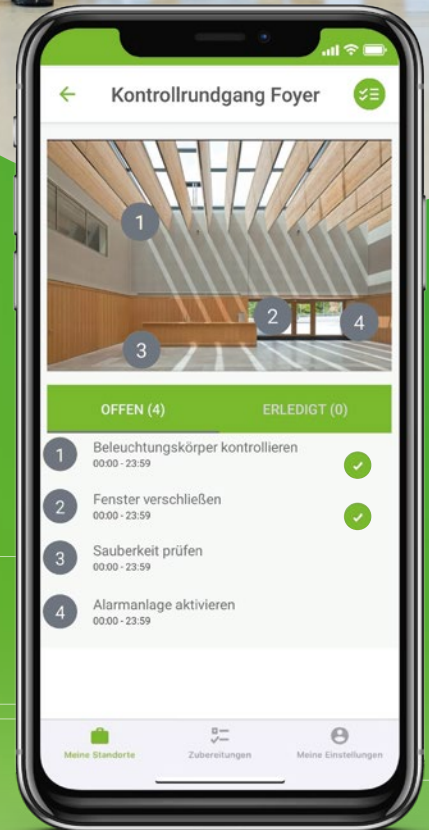 Kontrollrundgang Foyer
1
2
4
3
OFFEN (4) ERLEDIGT (0)
1 Beleuchtungskörper kontrollieren
00:00 - 23:59
2 Fenster verschließen
00:00 - 23:59
3 Sauberkeit prüfen
00:00 - 23:59
4 Alarmanlage aktivieren
00:00 - 23:59
Meine Standorte Zubereitungen Meine Einstellungen